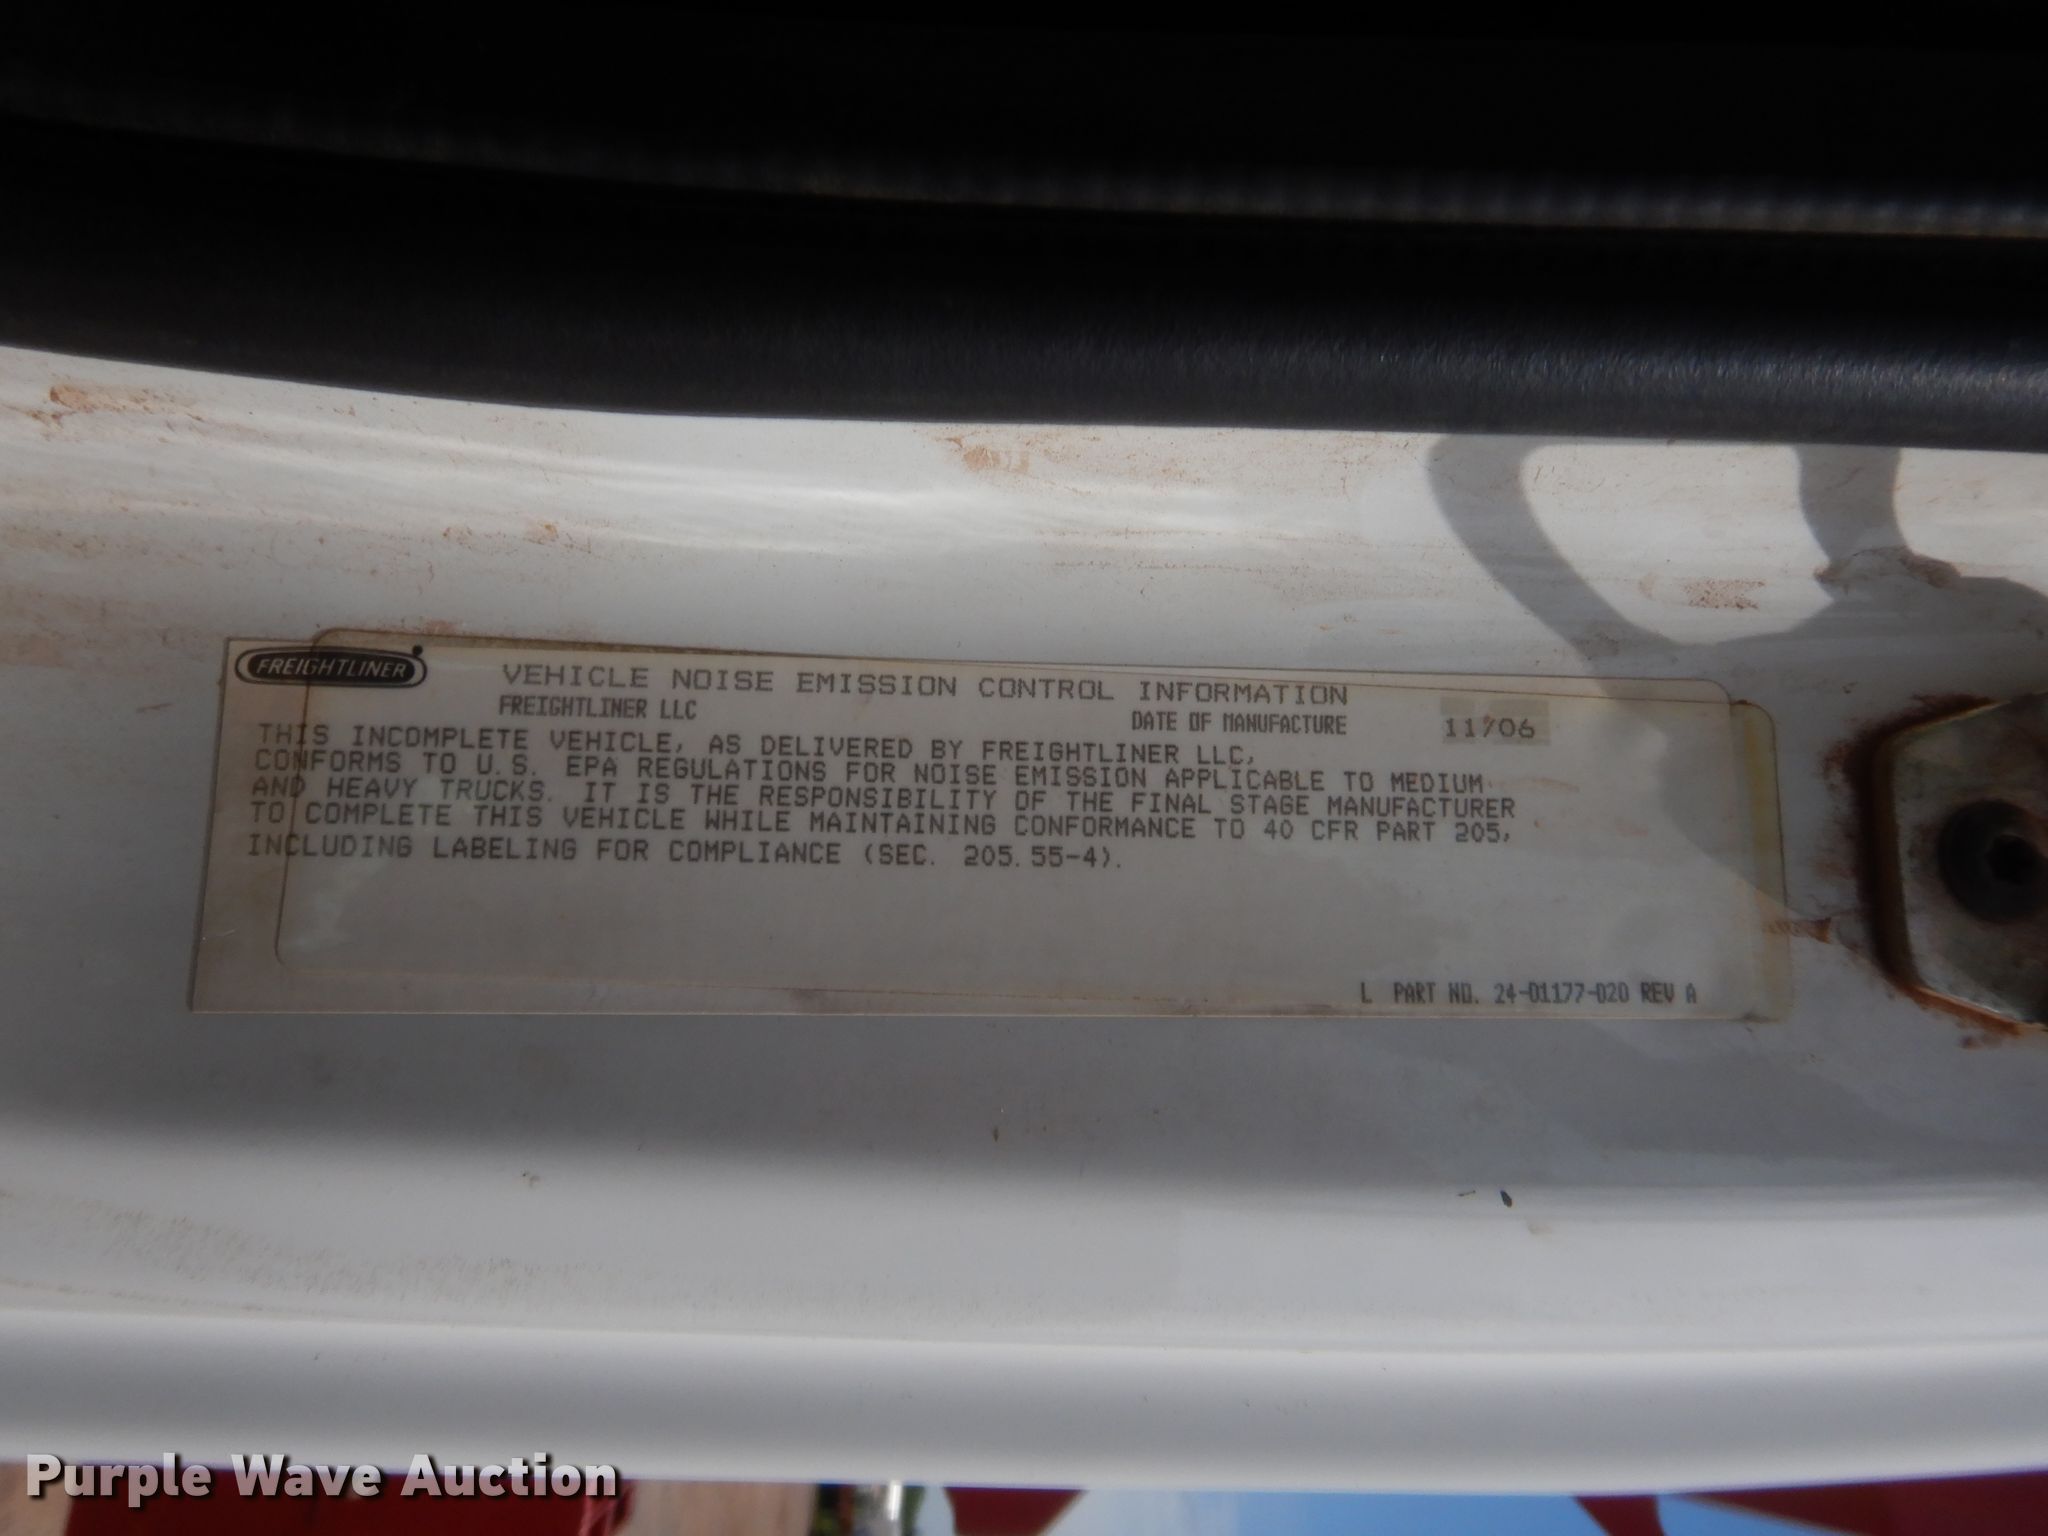 FREIGHTLINER
VEHICLE NOISE EMISSION CONTROL INFORMATION
FREIGHTLINER LLC DATE OF MANUFACTURE 11/06
THIS INCOMPLETE VEHICLE, AS DELIVERED BY FREIGHTLINER LLC,
CONFORMS TO U.S. EPA REGULATIONS FOR NOISE EMISSION APPLICABLE TO MEDIUM
AND HEAVY TRUCKS. IT IS THE RESPONSIBILITY OF THE FINAL STAGE MANUFACTURER
TO COMPLETE THIS VEHICLE WHILE MAINTAINING CONFORMANCE TO 40 CFR PART 205,
INCLUDING LABELING FOR COMPLIANCE (SEC. 205.55-4).
L PART NO. 24-01177-020 REV A
Purple Wave Auction